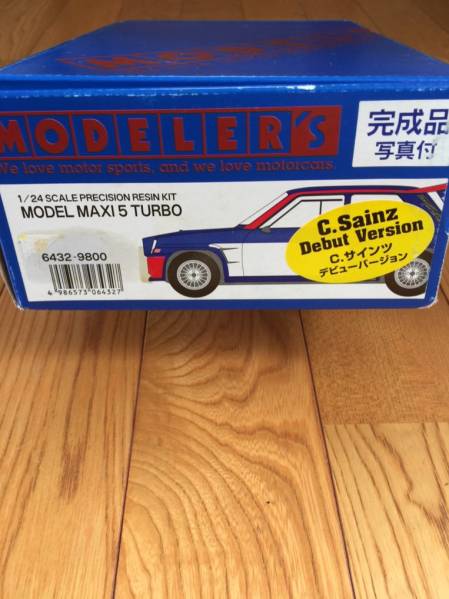 MODELER'S
We love motor sports, and we love motorcars.
完成品
写真付
1/24 SCALE PRECISION RESIN KIT
MODEL MAXI 5 TURBO
C.Sainz
Debut Version
C.サインツ
デビューバージョン
6432-9800
4 986573 064327